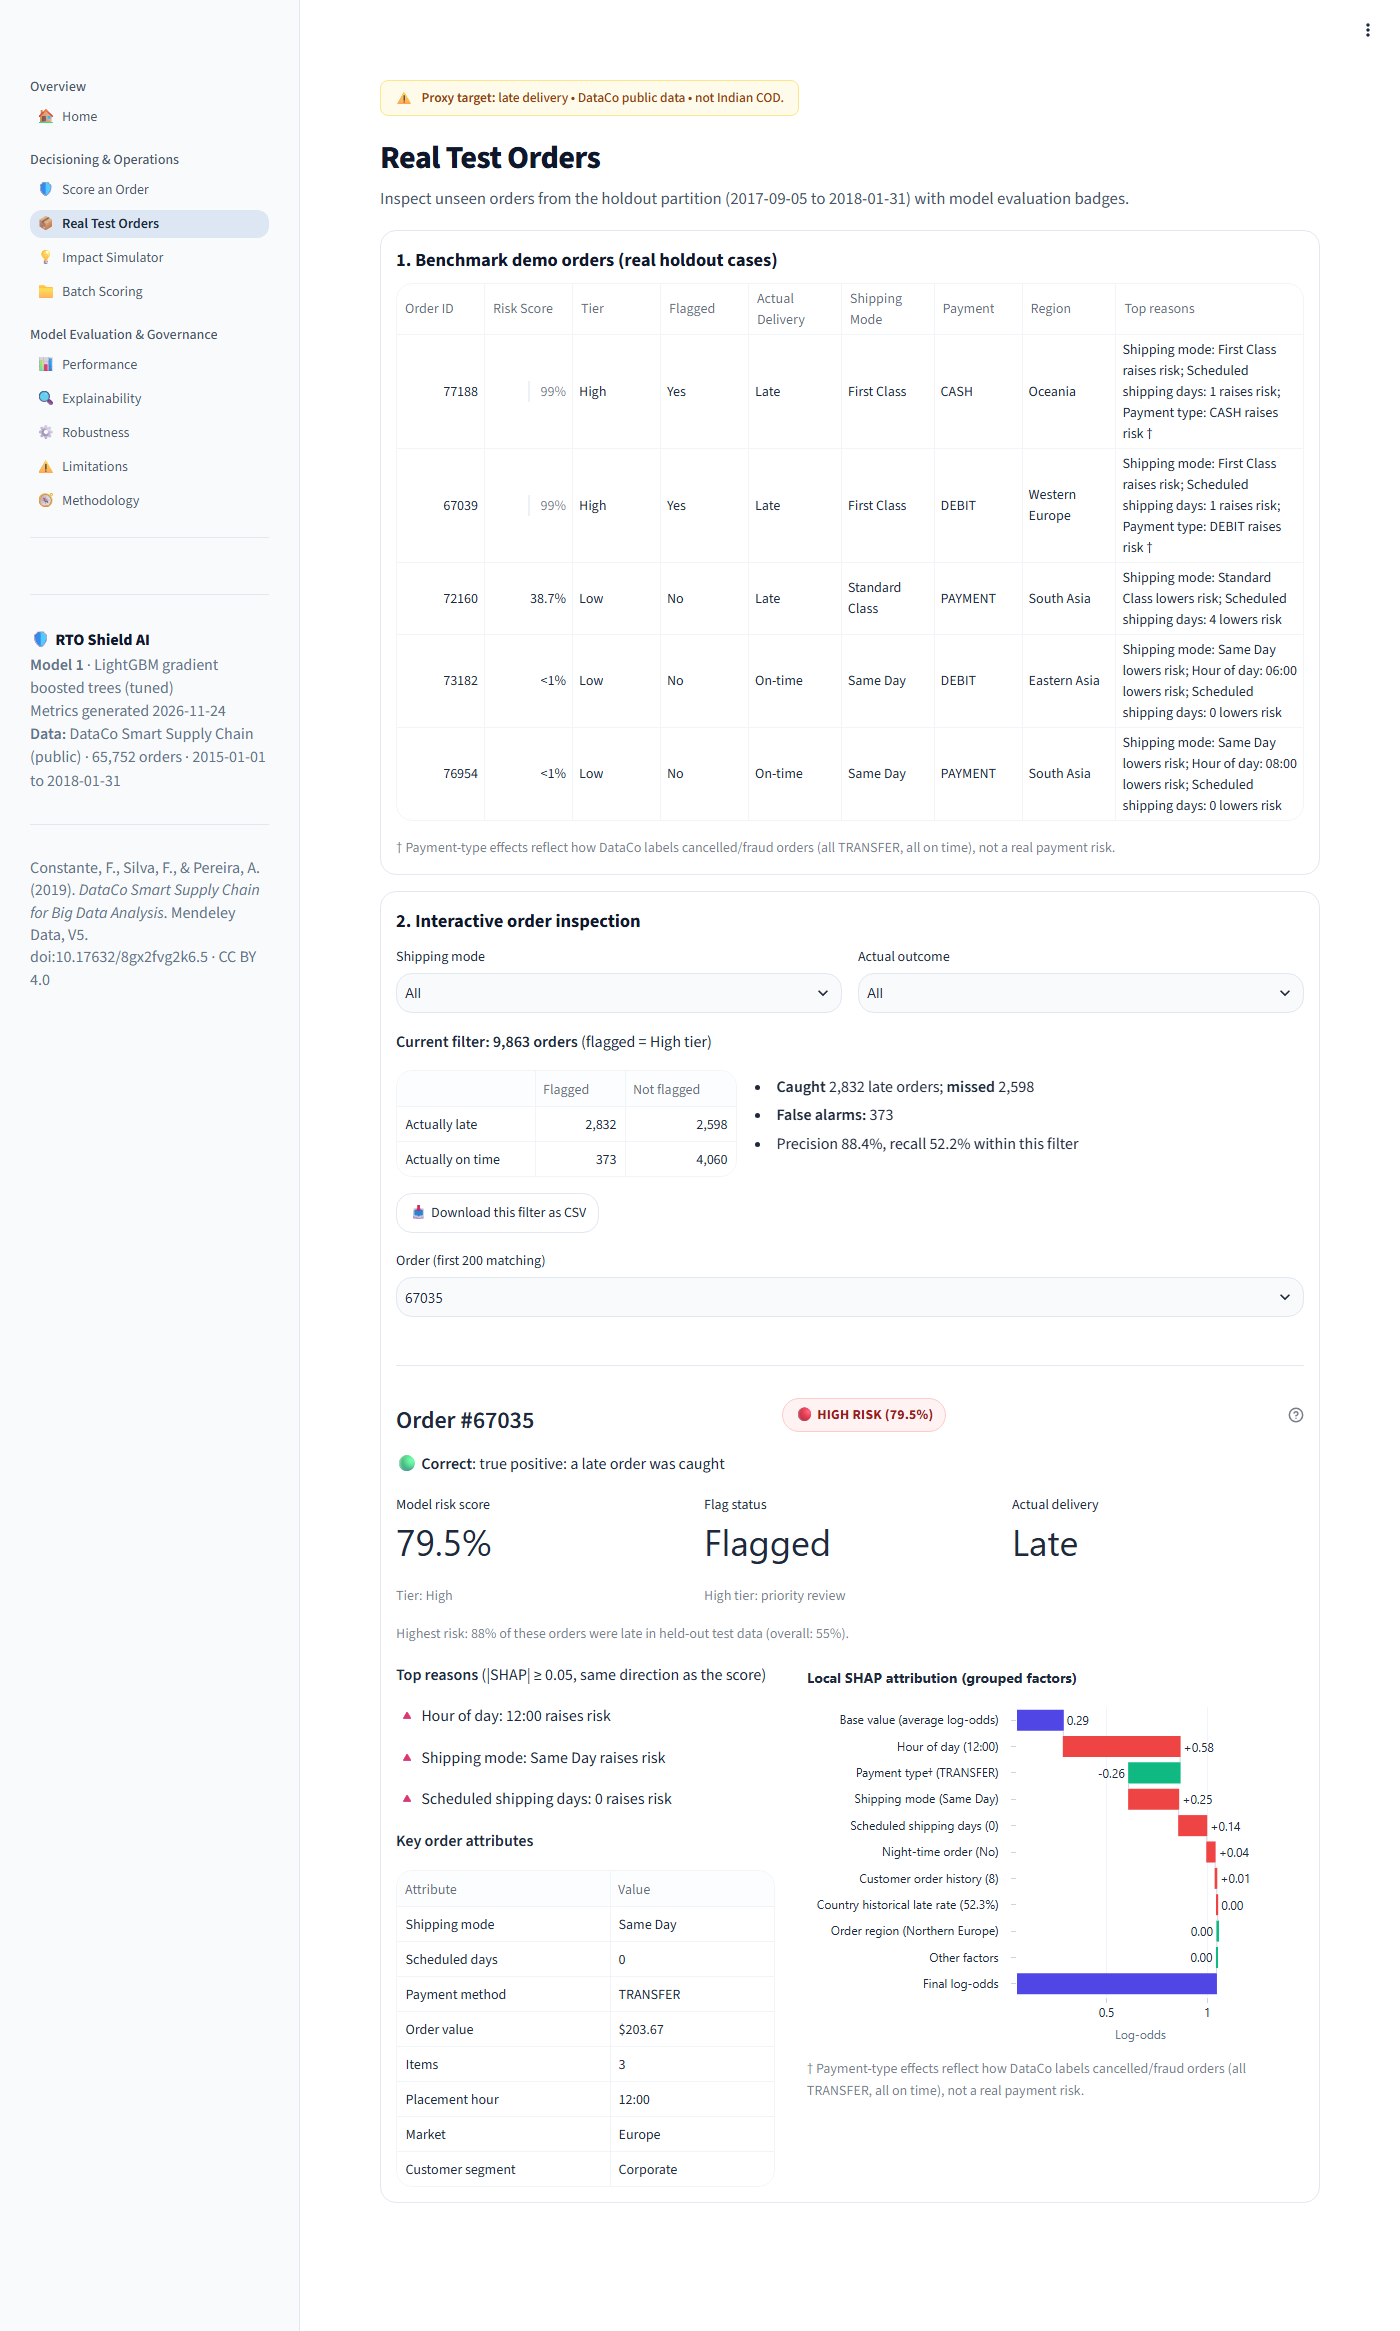 Overview
Home
Decisioning & Operations
Score an Order
Real Test Orders
Impact Simulator
Batch Scoring
Model Evaluation & Governance
Performance
Explainability
Robustness
Limitations
Methodology
RTO Shield AI
Model 1 · LightGBM gradient
boosted trees (tuned)
Metrics generated 2026-11-24
Data: DataCo Smart Supply Chain
(public) · 65,752 orders · 2015-01-01
to 2018-01-31
Constante, F., Silva, F., & Pereira, A.
(2019). DataCo Smart Supply Chain
for Big Data Analysis. Mendeley
Data, V5.
doi:10.17632/8gx2fvg2k6.5 · CC BY
4.0
Proxy target: late delivery • DataCo public data • not Indian COD.
Real Test Orders
Inspect unseen orders from the holdout partition (2017-09-05 to 2018-01-31) with model evaluation badges.
1. Benchmark demo orders (real holdout cases)
Order ID Risk Score Tier Flagged Actual Delivery Shipping Mode Payment Region Top reasons
77188 99% High Yes Late First Class CASH Oceania
Shipping mode: First Class
raises risk; Scheduled
shipping days: 1 raises risk;
Payment type: CASH raises
risk †
67039 99% High Yes Late First Class DEBIT Western Europe
Shipping mode: First Class
raises risk; Scheduled
shipping days: 1 raises risk;
Payment type: DEBIT raises
risk †
72160 38.7% Low No Late Standard Class PAYMENT South Asia
Shipping mode: Standard
Class lowers risk; Scheduled
shipping days: 4 lowers risk
73182 <1% Low No On-time Same Day DEBIT Eastern Asia
Shipping mode: Same Day
lowers risk; Hour of day: 06:00
lowers risk; Scheduled
shipping days: 0 lowers risk
76954 <1% Low No On-time Same Day PAYMENT South Asia
Shipping mode: Same Day
lowers risk; Hour of day: 08:00
lowers risk; Scheduled
shipping days: 0 lowers risk
† Payment-type effects reflect how DataCo labels cancelled/fraud orders (all TRANSFER, all on time), not a real payment risk.
2. Interactive order inspection
Shipping mode
All
Actual outcome
All
Current filter: 9,863 orders (flagged = High tier)
Flagged Not flagged
Actually late 2,832 2,598
Actually on time 373 4,060
• Caught 2,832 late orders; missed 2,598
• False alarms: 373
• Precision 88.4%, recall 52.2% within this filter
Download this filter as CSV
Order (first 200 matching)
67035
Order #67035
HIGH RISK (79.5%)
Correct: true positive: a late order was caught
Model risk score
79.5%
Tier: High
Flag status
Flagged
High tier: priority review
Actual delivery
Late
Highest risk: 88% of these orders were late in held-out test data (overall: 55%).
Top reasons (|SHAP| ≥ 0.05, same direction as the score)
Hour of day: 12:00 raises risk
Shipping mode: Same Day raises risk
Scheduled shipping days: 0 raises risk
Key order attributes
Attribute Value
Shipping mode Same Day
Scheduled days 0
Payment method TRANSFER
Order value $203.67
Items 3
Placement hour 12:00
Market Europe
Customer segment Corporate
Local SHAP attribution (grouped factors)
Base value (average log-odds) 0.29
Hour of day (12:00) +0.58
Payment type† (TRANSFER) -0.26
Shipping mode (Same Day) +0.25
Scheduled shipping days (0) +0.14
Night-time order (No) +0.04
Customer order history (8) +0.01
Country historical late rate (52.3%) 0.00
Order region (Northern Europe) 0.00
Other factors 0.00
Final log-odds
0.5 1
Log-odds
† Payment-type effects reflect how DataCo labels cancelled/fraud orders (all
TRANSFER, all on time), not a real payment risk.